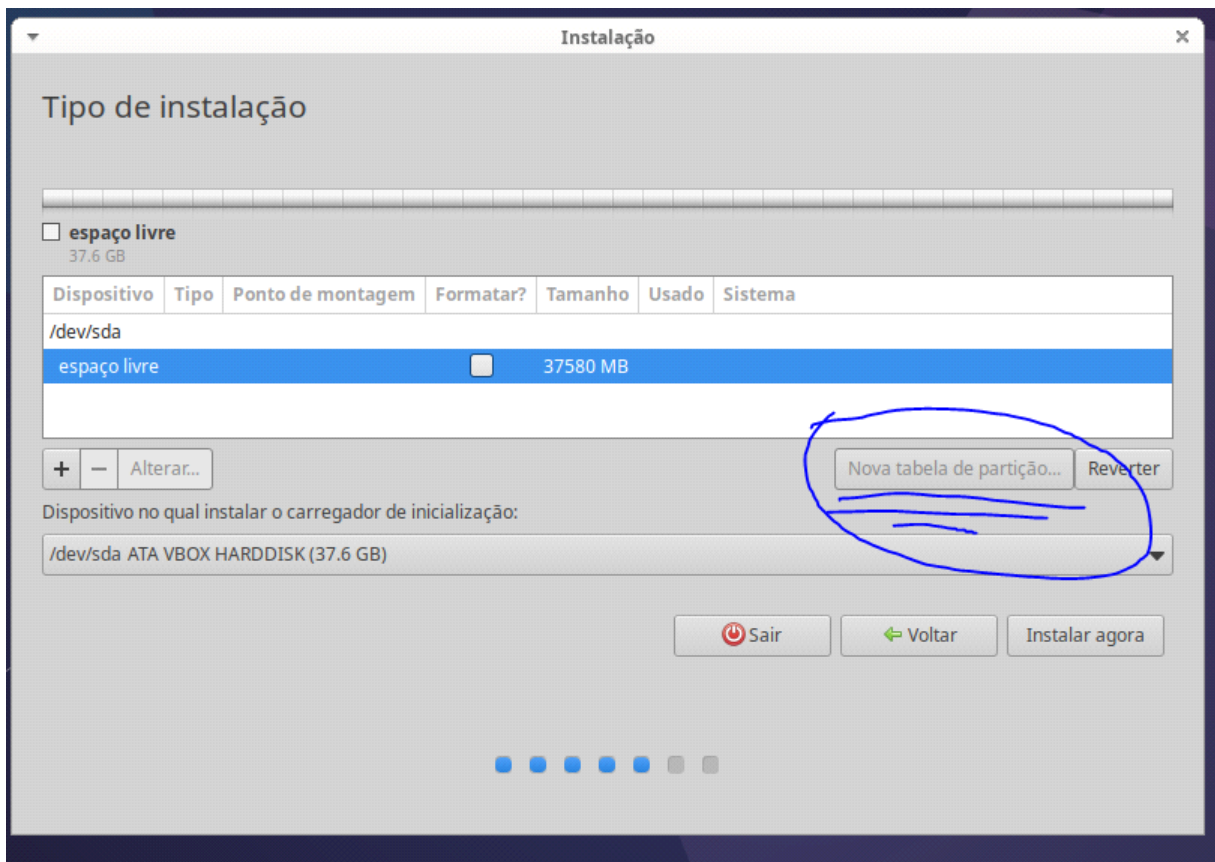 Instalação
Tipo de instalação
espaço livre
37.6 GB
Dispositivo Tipo Ponto de montagem Formatar? Tamanho Usado Sistema
/dev/sda
espaço livre 37580 MB
+ − Alterar... Nova tabela de partição... Reverter
Dispositivo no qual instalar o carregador de inicialização:
/dev/sda ATA VBOX HARDDISK (37.6 GB)
Sair Voltar Instalar agora